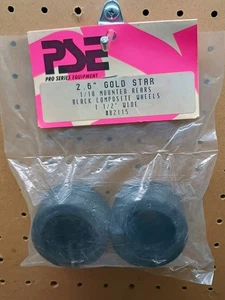 PSE
PRO SERIES EQUIPMENT
2.6" GOLD STAR
1/10 MOUNTED REARS
BLACK COMPOSITE WHEELS
1 1/2" WIDE
#82115